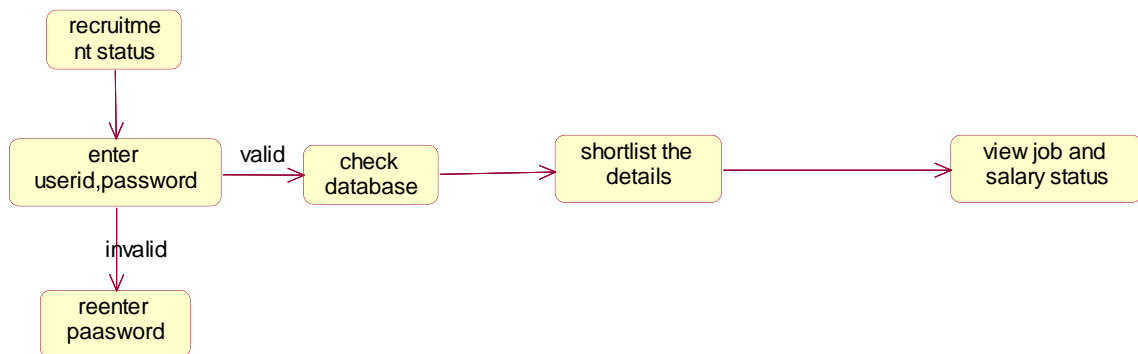 recruitme
nt status
enter
userid,password
valid
check
database
shortlist the
details
view job and
salary status
invalid
reenter
paasword